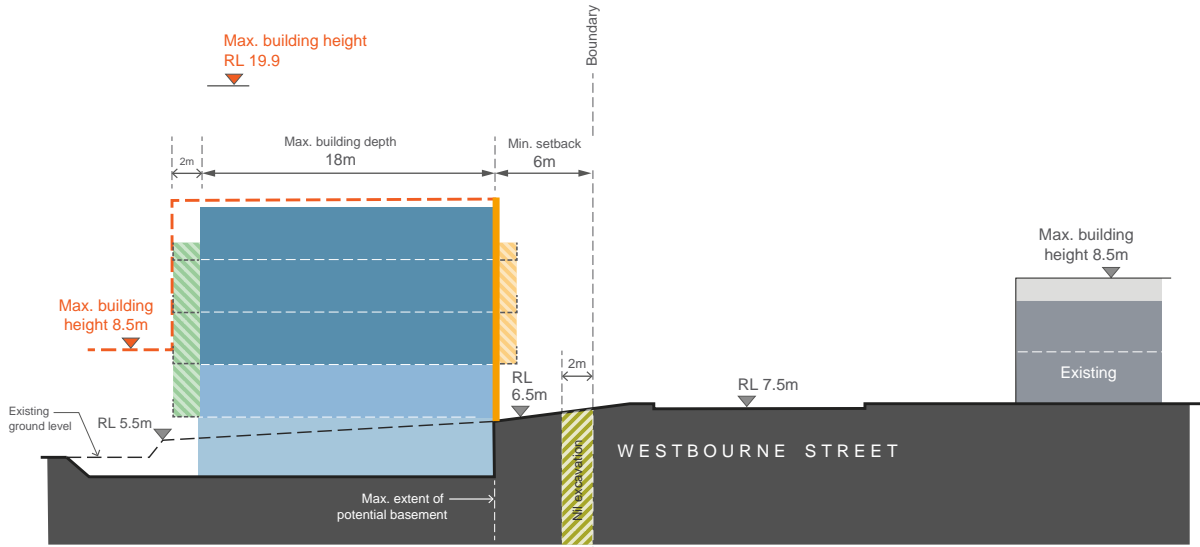 Max. building height
RL 19.9
Boundary
Max. building depth
18m
2m
Min. setback
6m
Max. building
height 8.5m
Max. building
height 8.5m
Existing
2m
RL
6.5m
RL 7.5m
Existing
ground level
RL 5.5m
WESTBOURNE STREET
Nil excavation
Max. extent of
potential basement